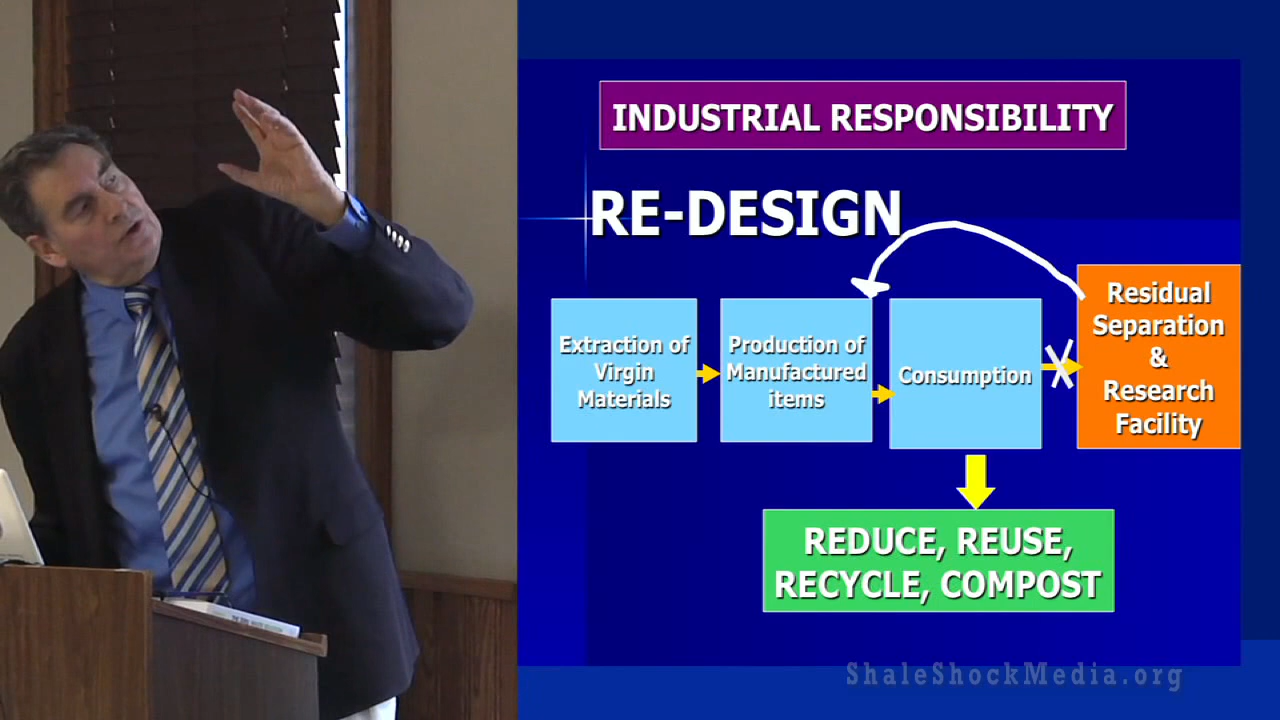 INDUSTRIAL RESPONSIBILITY
RE-DESIGN
Extraction of
Virgin
Materials
Production of
Manufactured
items
Consumption
Residual
Separation
&
Research
Facility
REDUCE, REUSE,
RECYCLE, COMPOST
ShaleShockMedia.org